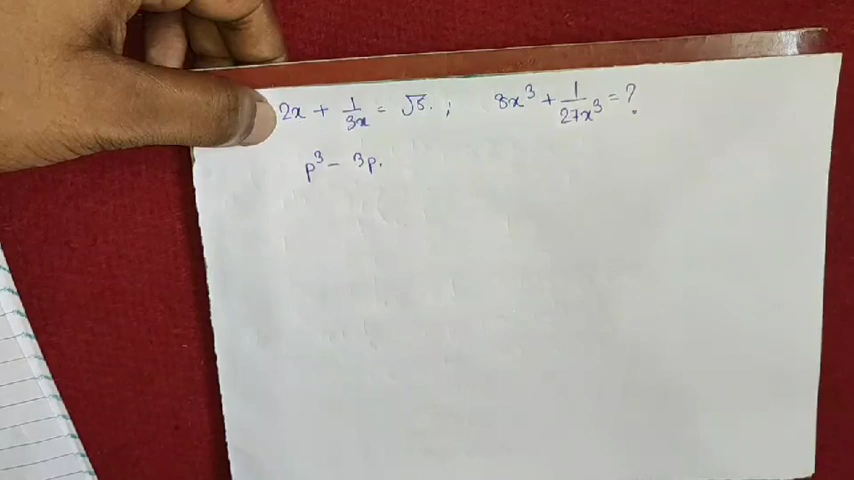 2x + 1/3x = √5. ; 8x³ + 1/27x³ = ?
p³ - 3p.